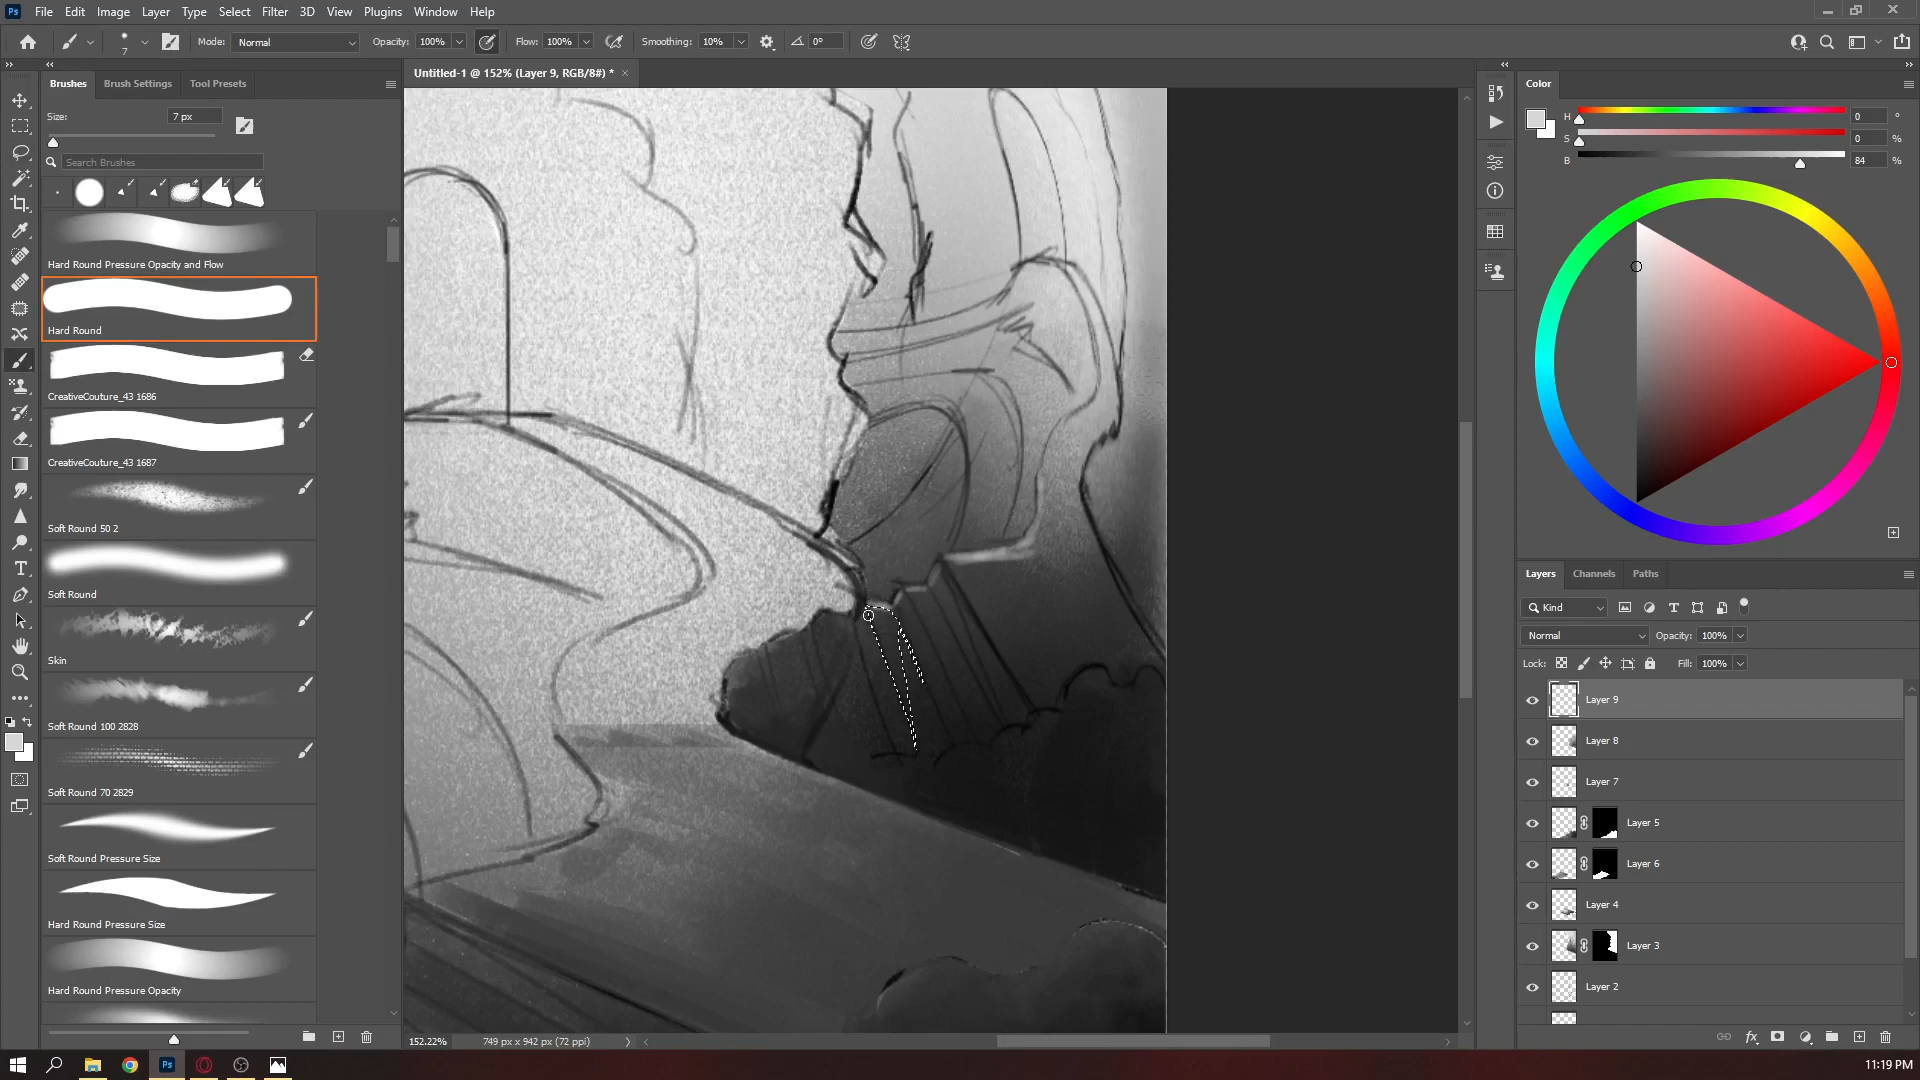 Ps File Edit Image Layer Type Select Filter 3D View Plugins Window Help
7 Mode: Normal Opacity: 100% Flow: 100% Smoothing: 10% 0°
Brushes Brush Settings Tool Presets
Untitled-1 @ 152% (Layer 9, RGB/8#) *
Size: 7 px
Search Brushes
Hard Round Pressure Opacity and Flow
Hard Round
CreativeCouture_43 1686
CreativeCouture_43 1687
Soft Round 50 2
Soft Round
Skin
Soft Round 100 2828
Soft Round 70 2829
Soft Round Pressure Size
Hard Round Pressure Size
Hard Round Pressure Opacity
152.22% 749 px x 942 px (72 ppi)
Color
H 0 °
S 0 %
B 84 %
Layers Channels Paths
Kind
Normal Opacity: 100%
Lock: Fill: 100%
Layer 9
Layer 8
Layer 7
Layer 5
Layer 6
Layer 4
Layer 3
Layer 2
fx
Ps
11:19 PM